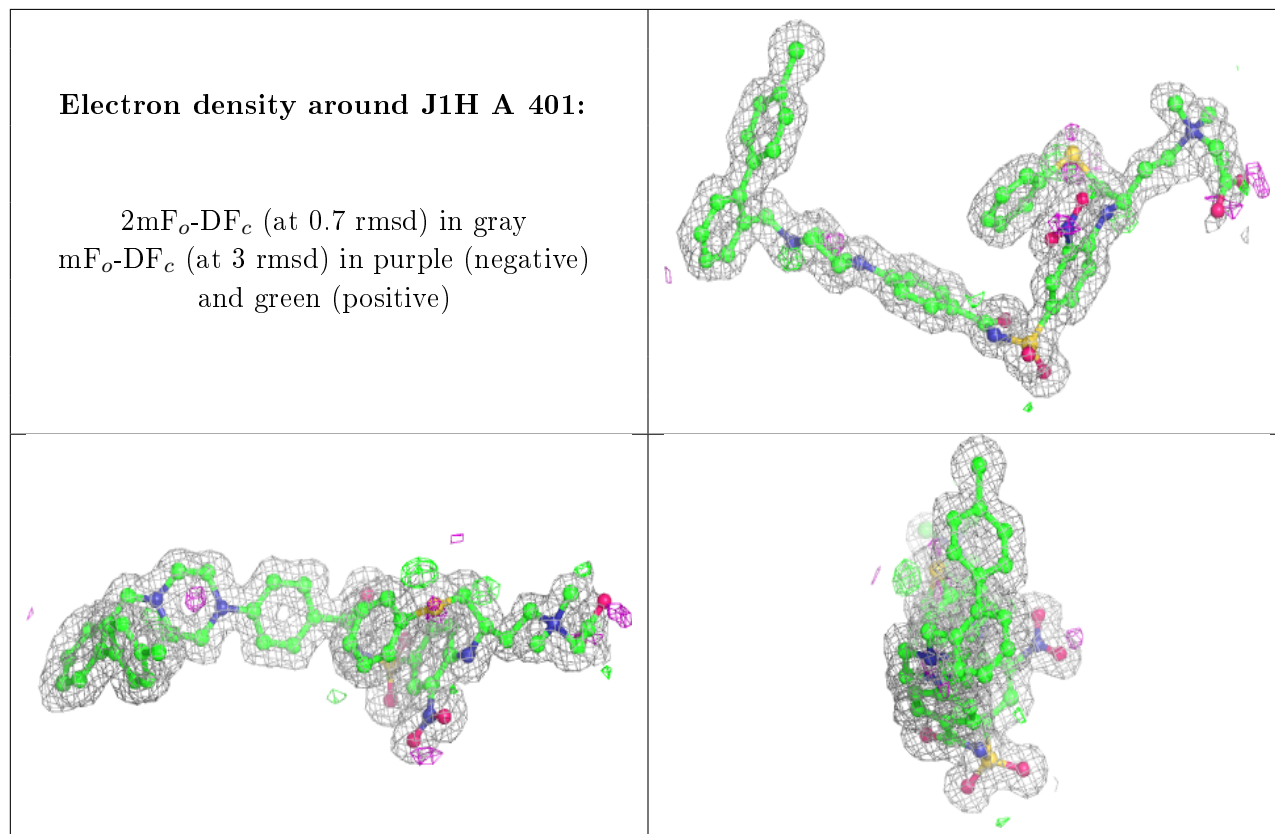 Electron density around J1H A 401:
2mFo-DFc (at 0.7 rmsd) in gray
mFo-DFc (at 3 rmsd) in purple (negative)
and green (positive)